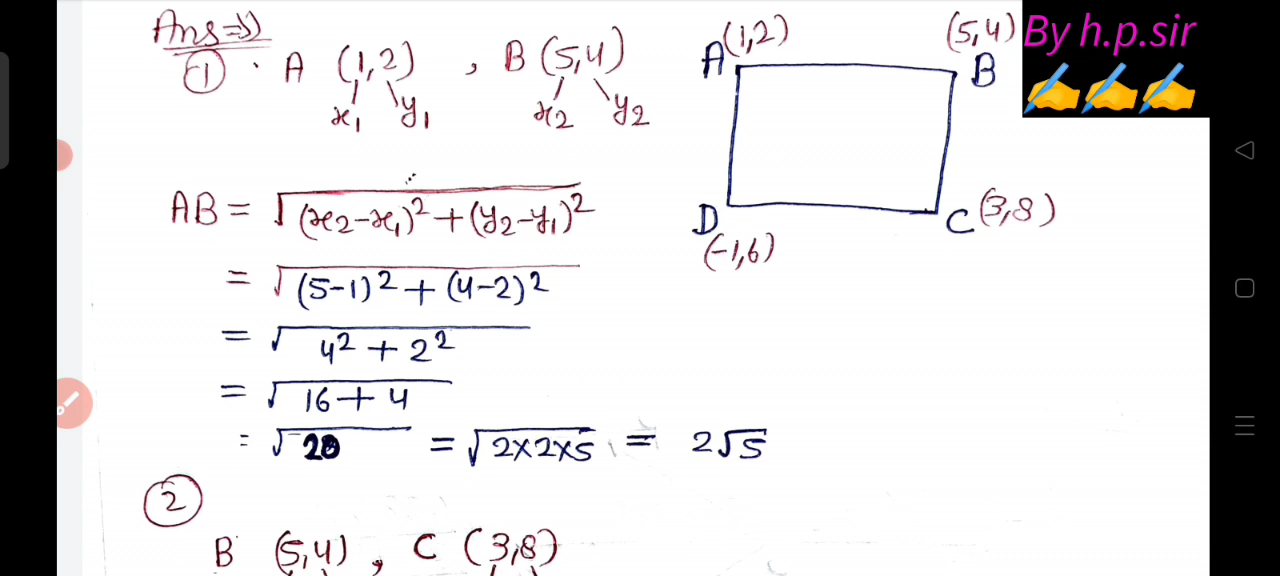 Ans ⇒))
① . A (1,2) , B (5,4)
x₁ y₁ x₂ y₂
A (1,2)
(5,4) B
D (-1,6)
C (3,8)
By h.p.sir
✍️✍️✍️
AB = √(x₂-x₁)² + (y₂-y₁)²
= √(5-1)² + (4-2)²
= √4² + 2²
= √16 + 4
= √20 = √2×2×5 = 2√5
②
B (5,4) , C (3,8)